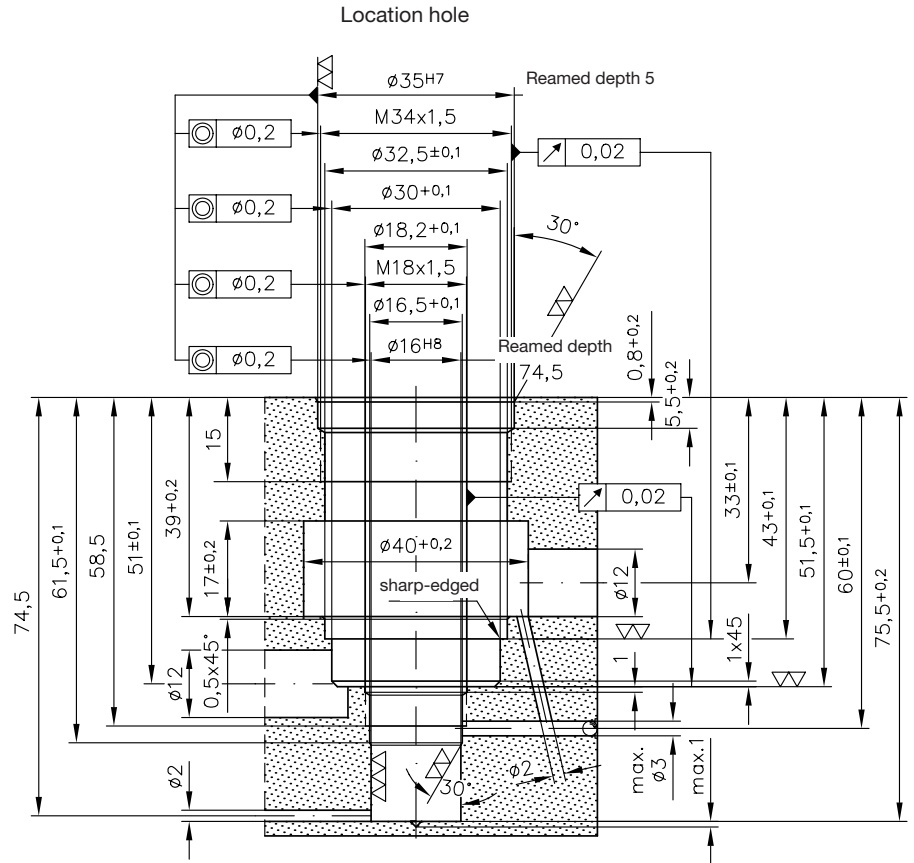 Location hole
ø35H7
Reamed depth 5
M34x1,5
ø0,2
0,02
ø32,5±0,1
ø30+0,1
ø0,2
ø18,2+0,1
30°
M18x1,5
ø0,2
ø16,5+0,1
ø16H8
Reamed depth
74,5
ø0,2
0,8+0,2
5,5+0,2
15
39+0,2
17±0,2
51±0,1
58,5
61,5+0,1
74,5
0,02
33±0,1
43+0,1
51,5+0,1
60±0,1
75,5+0,2
ø40+0,2
sharp-edged
ø12
0,5x45°
ø12
1
1x45
ø2
30°
ø2
max.
ø3
max.1